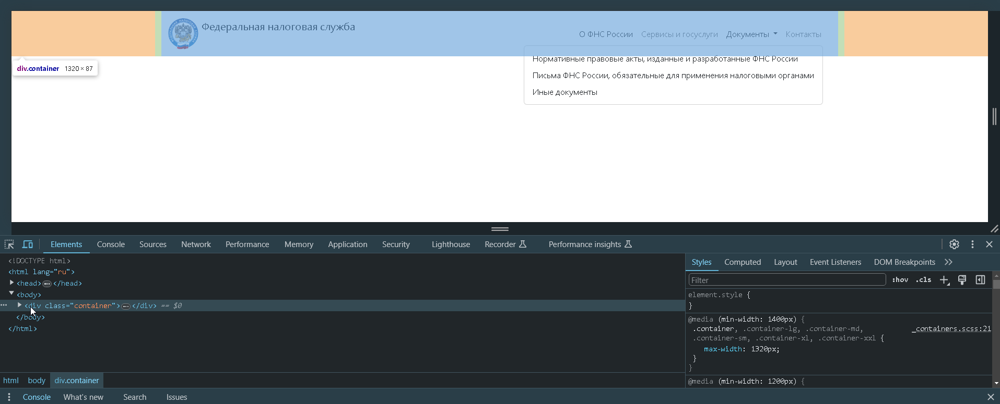 Федеральная налоговая служба
О ФНС России Сервисы и госуслуги Документы Контакты
Нормативные правовые акты, изданные и разработанные ФНС России
Письма ФНС России, обязательные для применения налоговыми органами
Иные документы
div.container 1320 × 87
Elements Console Sources Network Performance Memory Application Security Lighthouse Recorder Performance insights
<!DOCTYPE html>
<html lang="ru">
<head> ••• </head>
<body>
••• <div class="container"> ••• </div> == $0
</body>
</html>
html body div.container
Styles Computed Layout Event Listeners DOM Breakpoints »
Filter :hov .cls
element.style {
}
@media (min-width: 1400px) {
.container, .container-lg, .container-md, _containers.scss:21
.container-sm, .container-xl, .container-xxl {
max-width: 1320px;
}
}
@media (min-width: 1200px) {
Console What's new Search Issues